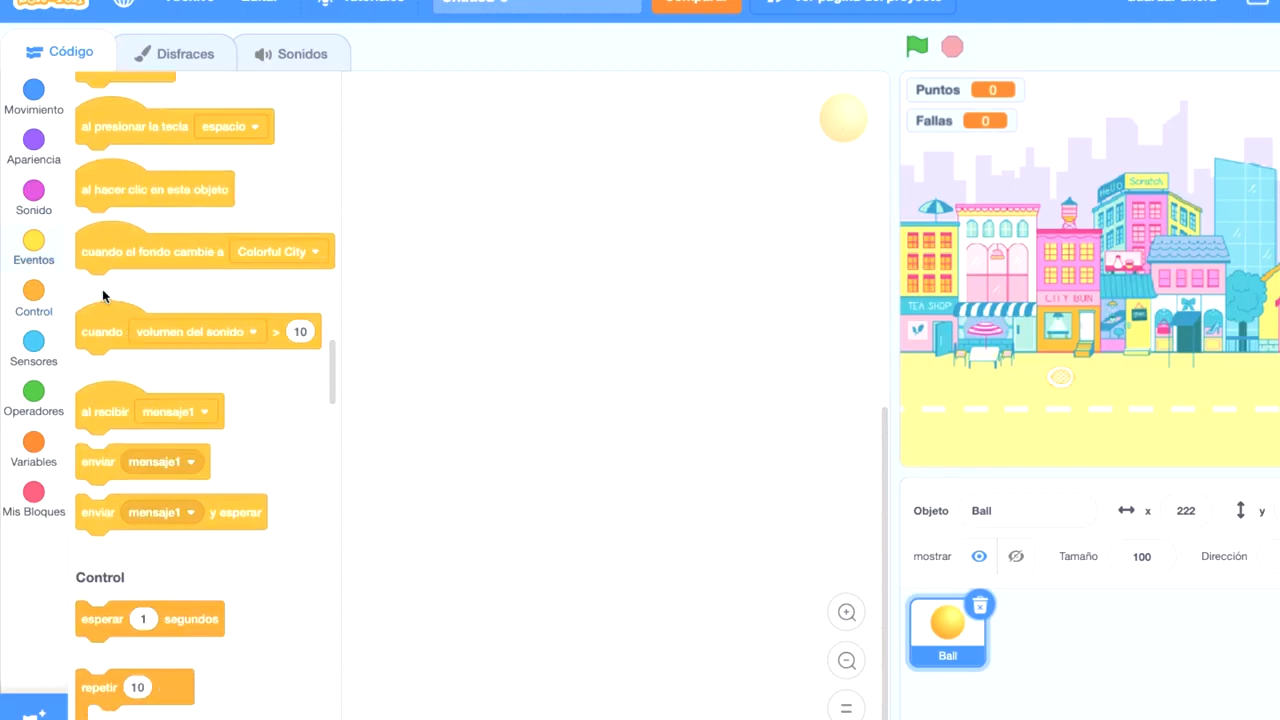 Código
Disfraces
Sonidos
Movimiento
Apariencia
Sonido
Eventos
Control
Sensores
Operadores
Variables
Mis Bloques
al presionar la tecla espacio
al hacer clic en este objeto
cuando el fondo cambie a Colorful City
cuando volumen del sonido > 10
al recibir mensaje1
enviar mensaje1
enviar mensaje1 y esperar
Control
esperar 1 segundos
repetir 10
Puntos 0
Fallas 0
Hello Scratch
TEA SHOP
CITY BUN
Objeto Ball x 222 y
mostrar Tamaño 100 Dirección
Ball